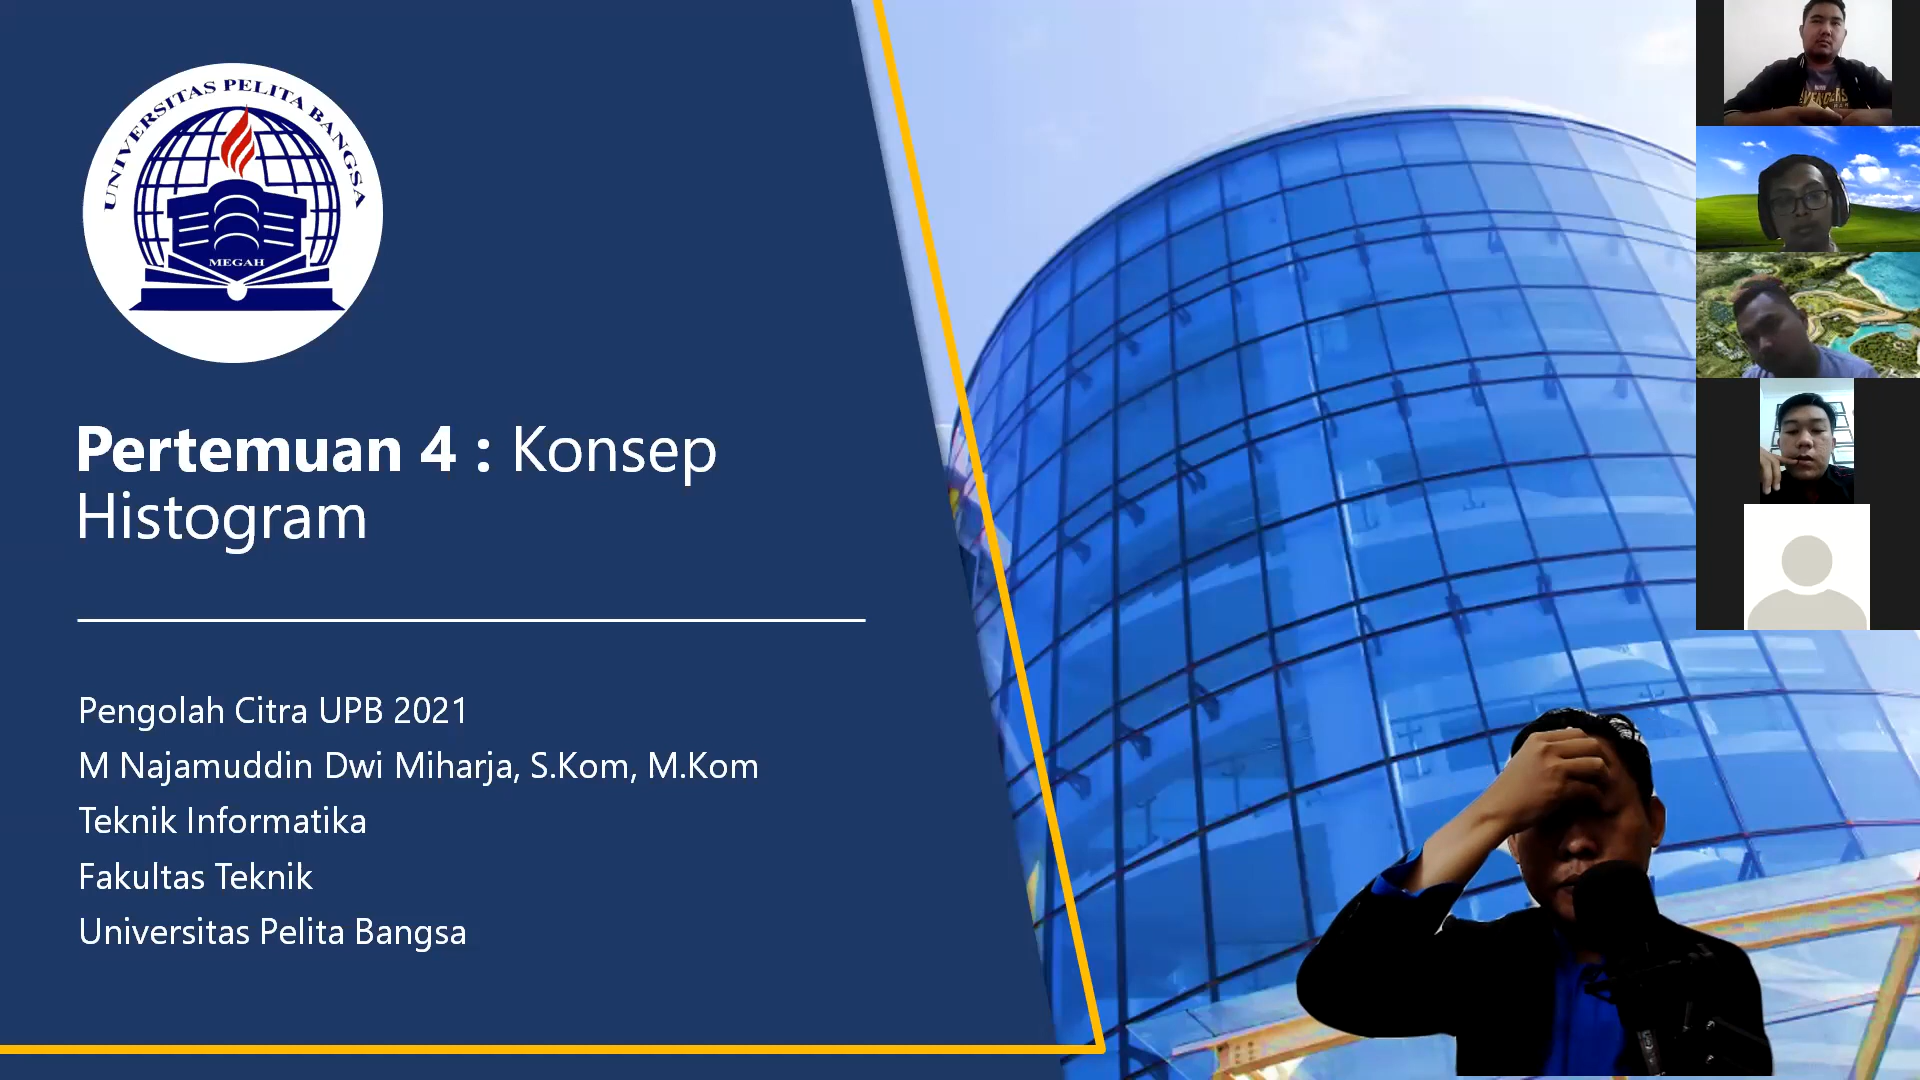 UNIVERSITAS PELITA BANGSA
MEGAH
Pertemuan 4 : Konsep
Histogram
Pengolah Citra UPB 2021
M Najamuddin Dwi Miharja, S.Kom, M.Kom
Teknik Informatika
Fakultas Teknik
Universitas Pelita Bangsa